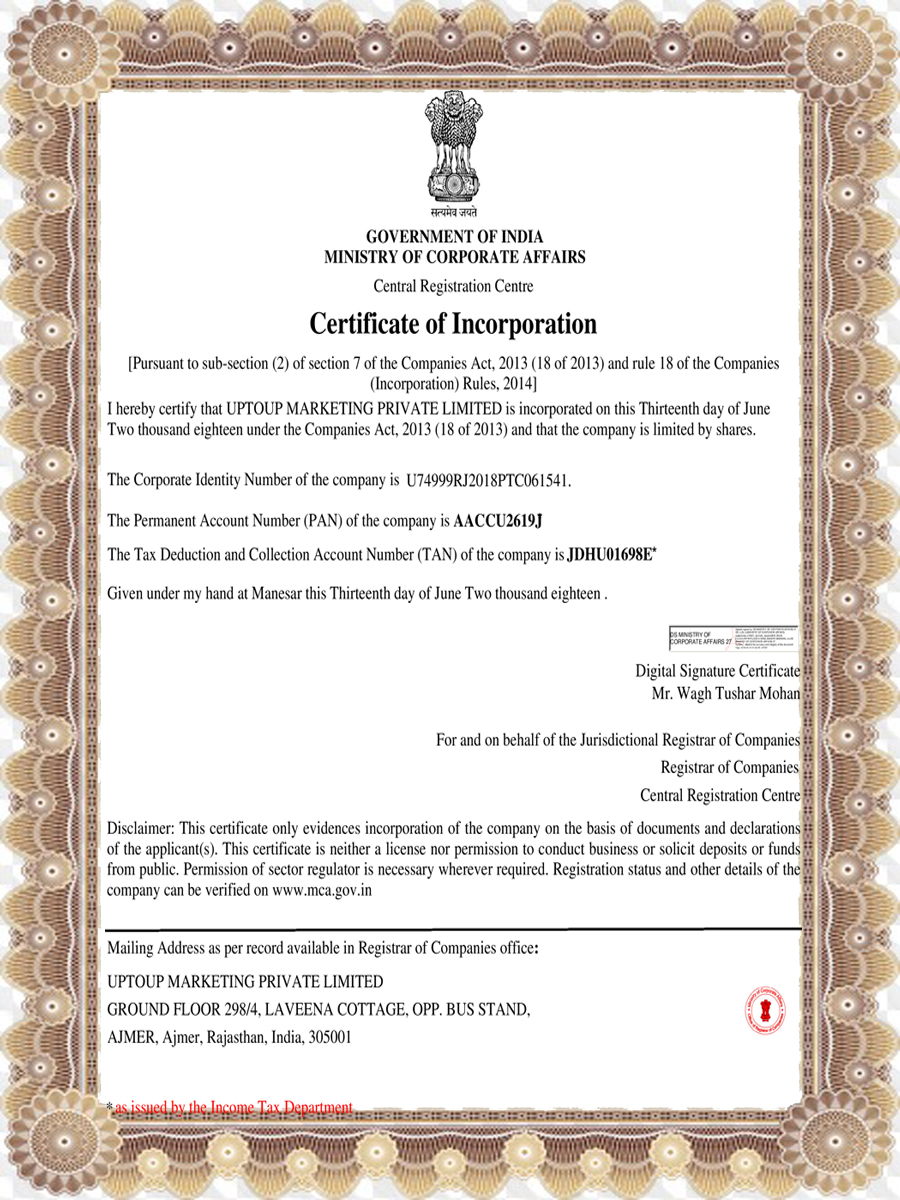 सत्यमेव जयते
GOVERNMENT OF INDIA
MINISTRY OF CORPORATE AFFAIRS
Central Registration Centre
Certificate of Incorporation
[Pursuant to sub-section (2) of section 7 of the Companies Act, 2013 (18 of 2013) and rule 18 of the Companies
(Incorporation) Rules, 2014]
I hereby certify that UPTOUP MARKETING PRIVATE LIMITED is incorporated on this Thirteenth day of June
Two thousand eighteen under the Companies Act, 2013 (18 of 2013) and that the company is limited by shares.
The Corporate Identity Number of the company is U74999RJ2018PTC061541.
The Permanent Account Number (PAN) of the company is AACCU2619J
The Tax Deduction and Collection Account Number (TAN) of the company is JDHU01698E*
Given under my hand at Manesar this Thirteenth day of June Two thousand eighteen .
DS MINISTRY OF
CORPORATE AFFAIRS 27
Digital Signature Certificate
Mr. Wagh Tushar Mohan
For and on behalf of the Jurisdictional Registrar of Companies
Registrar of Companies
Central Registration Centre
Disclaimer: This certificate only evidences incorporation of the company on the basis of documents and declarations
of the applicant(s). This certificate is neither a license nor permission to conduct business or solicit deposits or funds
from public. Permission of sector regulator is necessary wherever required. Registration status and other details of the
company can be verified on www.mca.gov.in
Mailing Address as per record available in Registrar of Companies office:
UPTOUP MARKETING PRIVATE LIMITED
GROUND FLOOR 298/4, LAVEENA COTTAGE, OPP. BUS STAND,
AJMER, Ajmer, Rajasthan, India, 305001
* as issued by the Income Tax Department